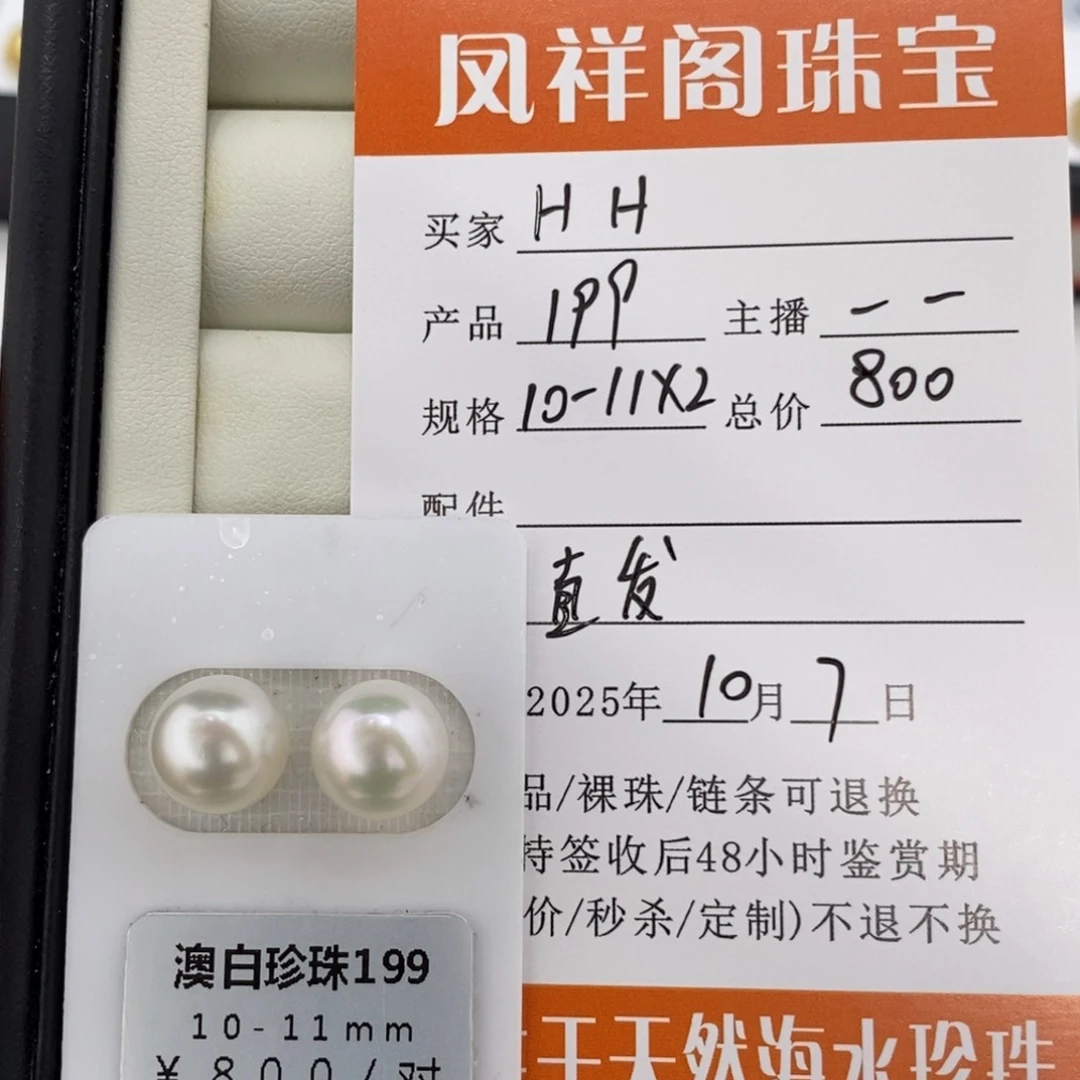 凤祥阁珠宝
买家 H H
产品 199 主播 一 一
规格 10-11X2 总价 800
配件
直发
2025年 10月 7日
品/裸珠/链条可退换
持签收后48小时鉴赏期
价/秒杀/定制)不退不换
天然海水珍珠
澳白珍珠199
10-11mm
¥800/对